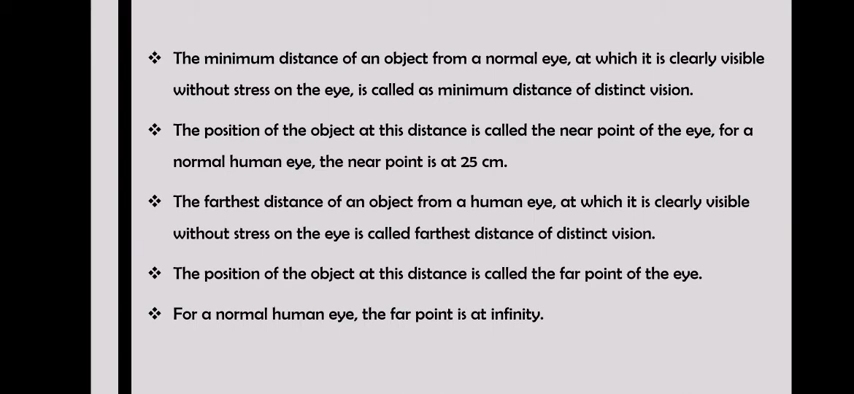 ❖ The minimum distance of an object from a normal eye, at which it is clearly visible
without stress on the eye, is called as minimum distance of distinct vision.
❖ The position of the object at this distance is called the near point of the eye, for a
normal human eye, the near point is at 25 cm.
❖ The farthest distance of an object from a human eye, at which it is clearly visible
without stress on the eye is called farthest distance of distinct vision.
❖ The position of the object at this distance is called the far point of the eye.
❖ For a normal human eye, the far point is at infinity.